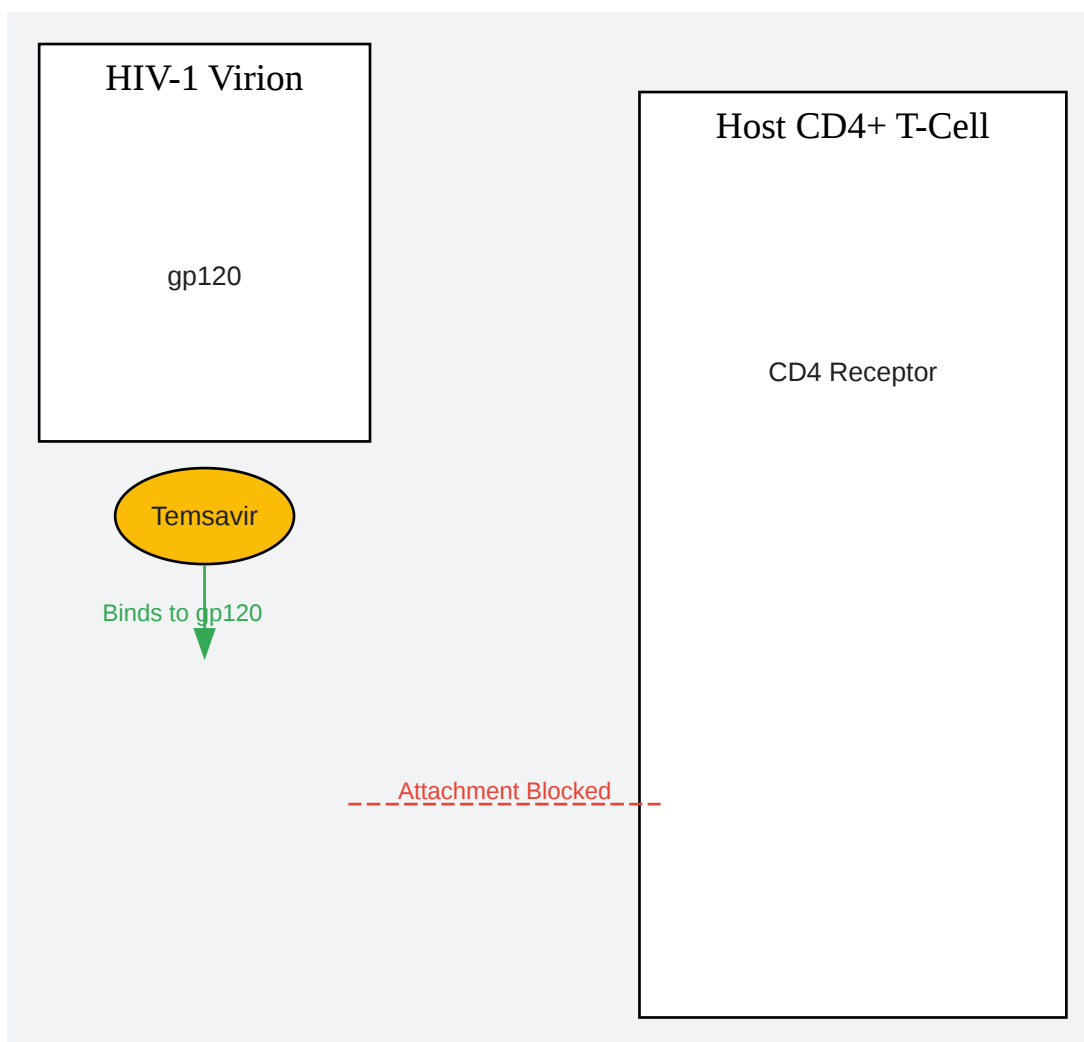 HIV-1 Virion
Host CD4+ T-Cell
gp120
CD4 Receptor
Temsavir
Binds to gp120
Attachment Blocked